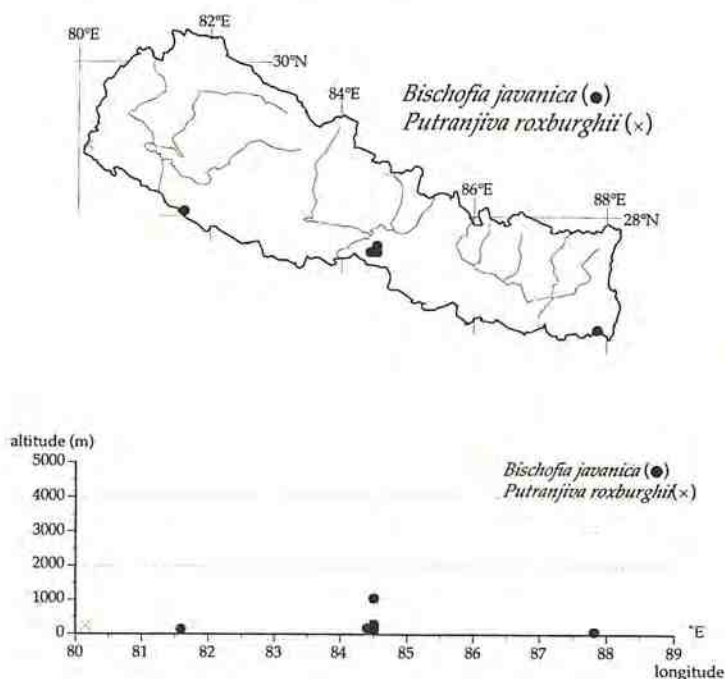 80°E
82°E
30°N
84°E
Bischofia javanica (●)
Putranjiva roxburghii (×)
86°E
88°E
28°N
altitude (m)
5000
4000
3000
2000
1000
0
Bischofia javanica (●)
Putranjiva roxburghii(×)
80 81 82 83 84 85 86 87 88 89
°E
longitude